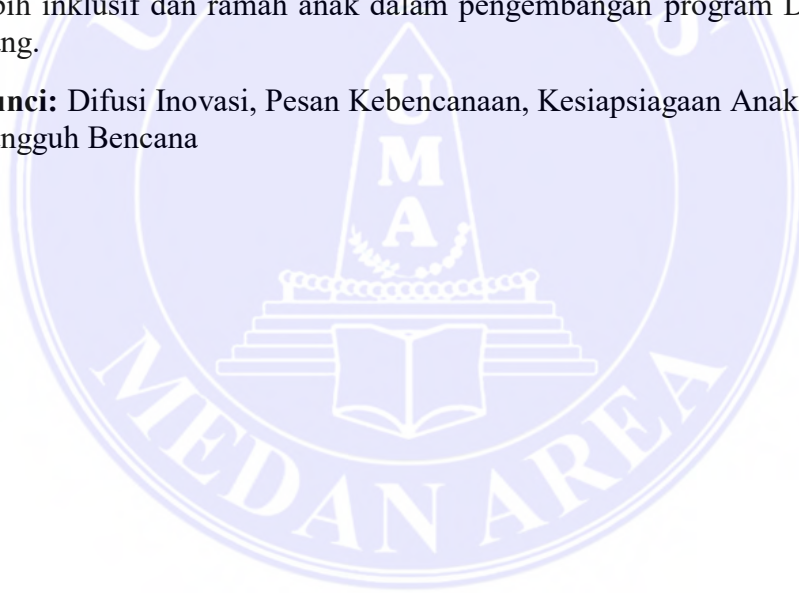 bih inklusif dan ramah anak dalam pengembangan program D
ng.
unci: Difusi Inovasi, Pesan Kebencanaan, Kesiapsiagaan Anak
ngguh Bencana
U
M
A
MEDAN AREA